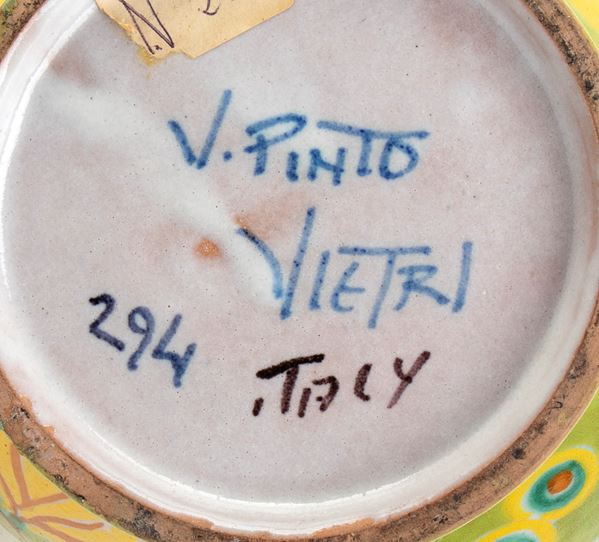 V. PINTO
VIETRI
294
ITALY